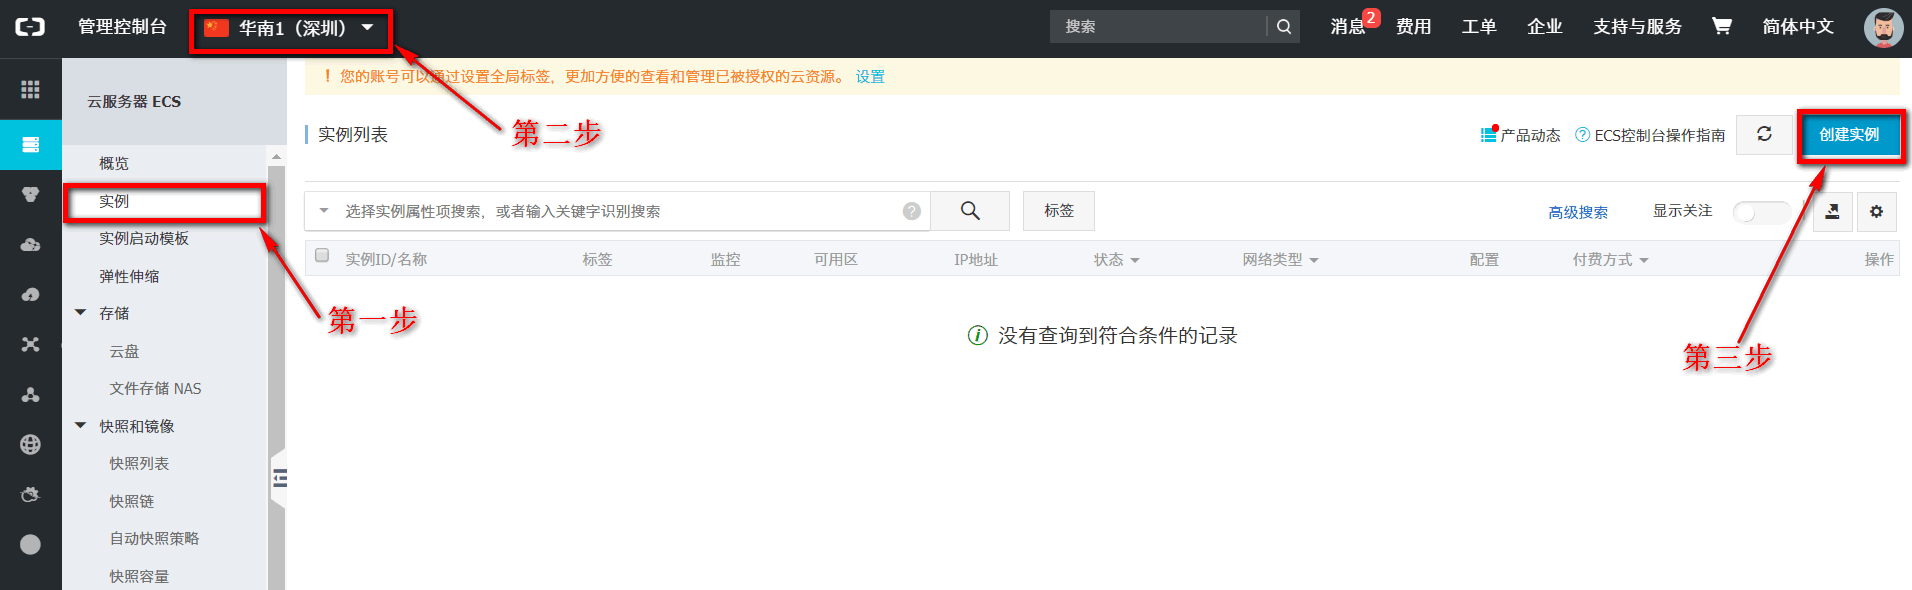 管理控制台
华南1（深圳）
搜索
消息 2
费用
工单
企业
支持与服务
简体中文
云服务器 ECS
概览
实例
实例启动模板
弹性伸缩
存储
云盘
文件存储 NAS
快照和镜像
快照列表
快照链
自动快照策略
快照容量
! 您的账号可以通过设置全局标签，更加方便的查看和管理已被授权的云资源。 设置
实例列表
产品动态
? ECS控制台操作指南
创建实例
选择实例属性项搜索，或者输入关键字识别搜索
?
标签
高级搜索
显示关注
实例ID/名称
标签
监控
可用区
IP地址
状态
网络类型
配置
付费方式
操作
i 没有查询到符合条件的记录
第一步
第二步
第三步